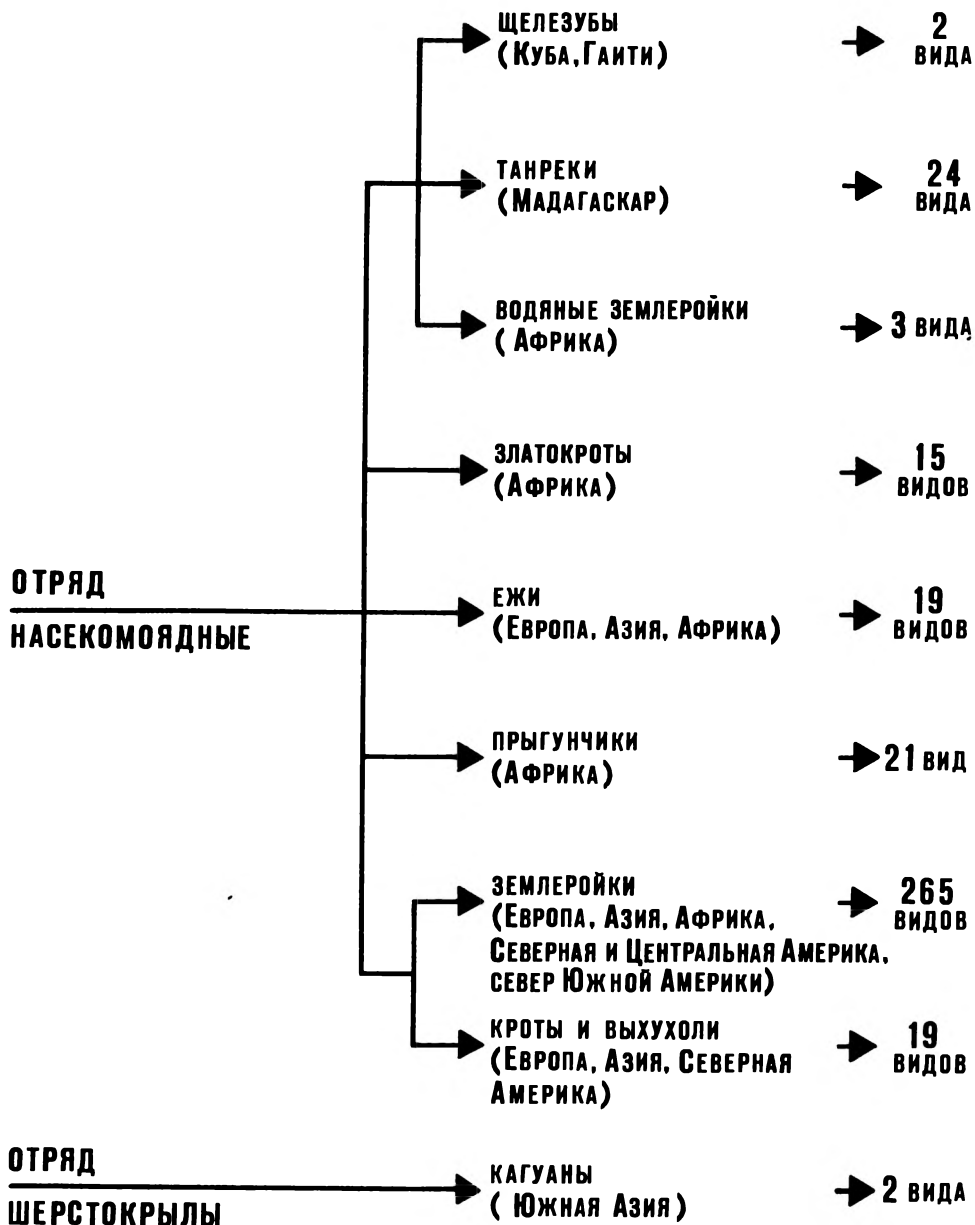 ЩЕЛЕЗУБЫ
(КУБА, ГАИТИ)
2
ВИДА
ТАНРЕКИ
(МАДАГАСКАР)
24
ВИДА
ВОДЯНЫЕ ЗЕМЛЕРОЙКИ
(АФРИКА)
3 ВИДА
ЗЛАТОКРОТЫ
(АФРИКА)
15
ВИДОВ
ОТРЯД
НАСЕКОМОЯДНЫЕ
ЕЖИ
(ЕВРОПА, АЗИЯ, АФРИКА)
19
ВИДОВ
ПРЫГУНЧИКИ
(АФРИКА)
21 ВИД
ЗЕМЛЕРОЙКИ
(ЕВРОПА, АЗИЯ, АФРИКА,
СЕВЕРНАЯ И ЦЕНТРАЛЬНАЯ АМЕРИКА,
СЕВЕР ЮЖНОЙ АМЕРИКИ)
265
ВИДОВ
КРОТЫ И ВЫХУХОЛИ
(ЕВРОПА, АЗИЯ, СЕВЕРНАЯ
АМЕРИКА)
19
ВИДОВ
ОТРЯД
ШЕРСТОКРЫЛЫ
КАГУАНЫ
(ЮЖНАЯ АЗИЯ)
2 ВИДА